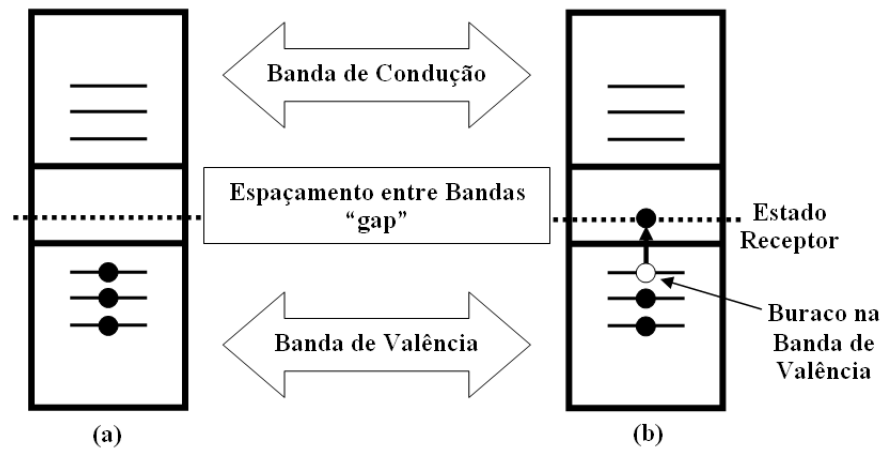 Banda de Condução
Espaçamento entre Bandas
“gap”
Estado
Receptor
Banda de Valência
Buraco na
Banda de
Valência
(a)
(b)